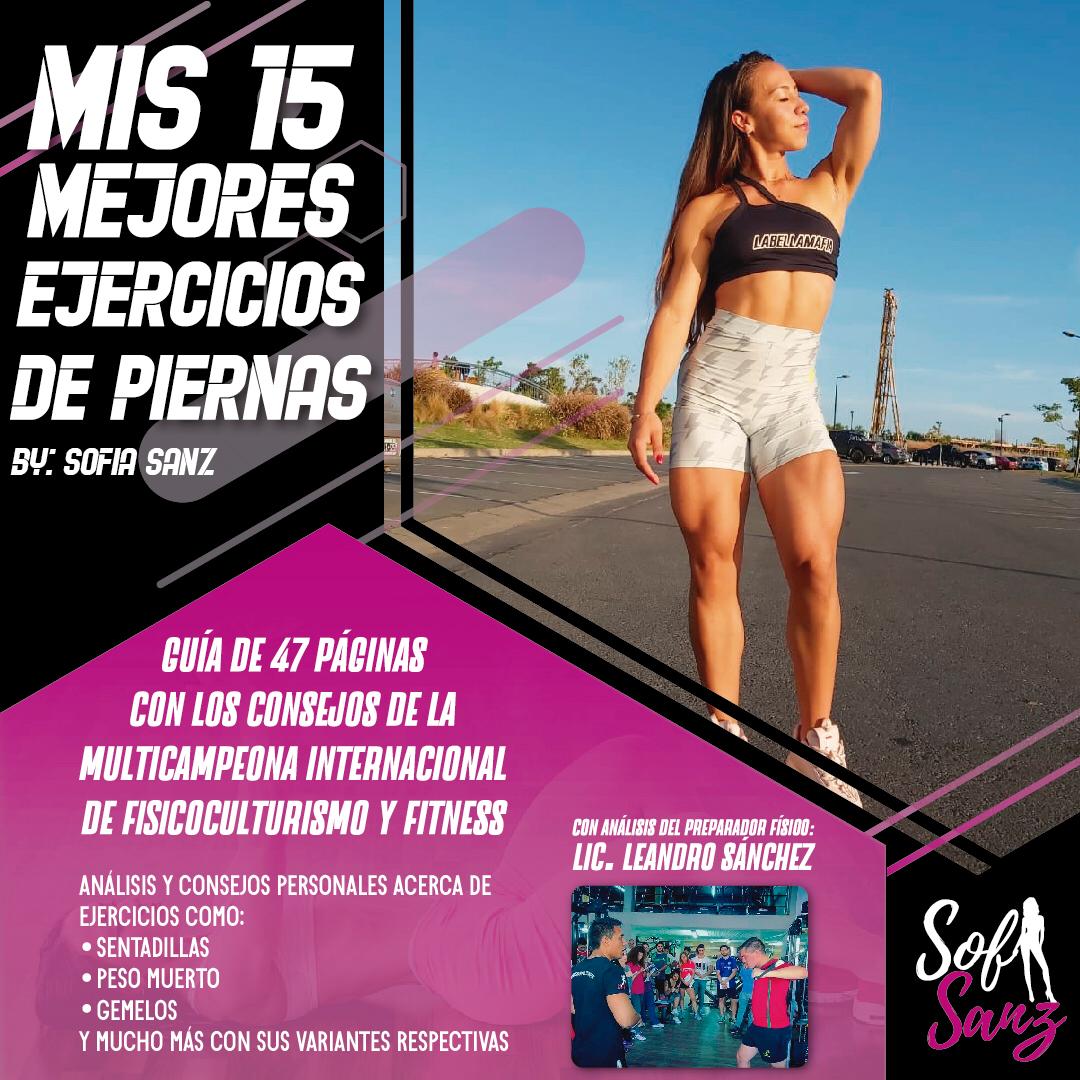 MIS 15
MEJORES
EJERCICIOS
DE PIERNAS
BY: SOFIA SANZ
LABELLAMAFIA
GUÍA DE 47 PÁGINAS
CON LOS CONSEJOS DE LA
MULTICAMPEONA INTERNACIONAL
DE FISICOCULTURISMO Y FITNESS
ANÁLISIS Y CONSEJOS PERSONALES ACERCA DE
EJERCICIOS COMO:
• SENTADILLAS
• PESO MUERTO
• GEMELOS
Y MUCHO MÁS CON SUS VARIANTES RESPECTIVAS
CON ANÁLISIS DEL PREPARADOR FÍSICO:
LIC. LEANDRO SÁNCHEZ
Sofi
Sanz